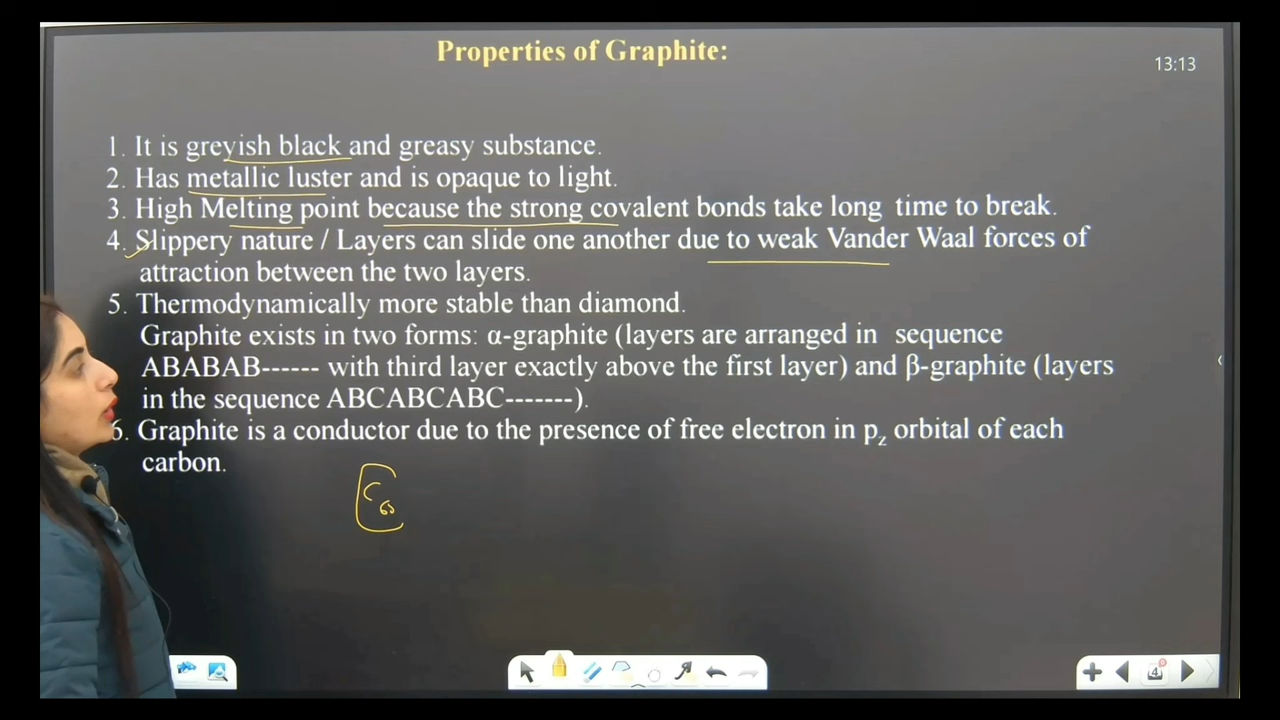 Properties of Graphite:
13:13
1. It is greyish black and greasy substance.
2. Has metallic luster and is opaque to light.
3. High Melting point because the strong covalent bonds take long time to break.
4. Slippery nature / Layers can slide one another due to weak Vander Waal forces of
attraction between the two layers.
5. Thermodynamically more stable than diamond.
Graphite exists in two forms: α-graphite (layers are arranged in sequence
ABABAB------ with third layer exactly above the first layer) and β-graphite (layers
in the sequence ABCABCABC-------).
6. Graphite is a conductor due to the presence of free electron in pz orbital of each
carbon.
C60
4